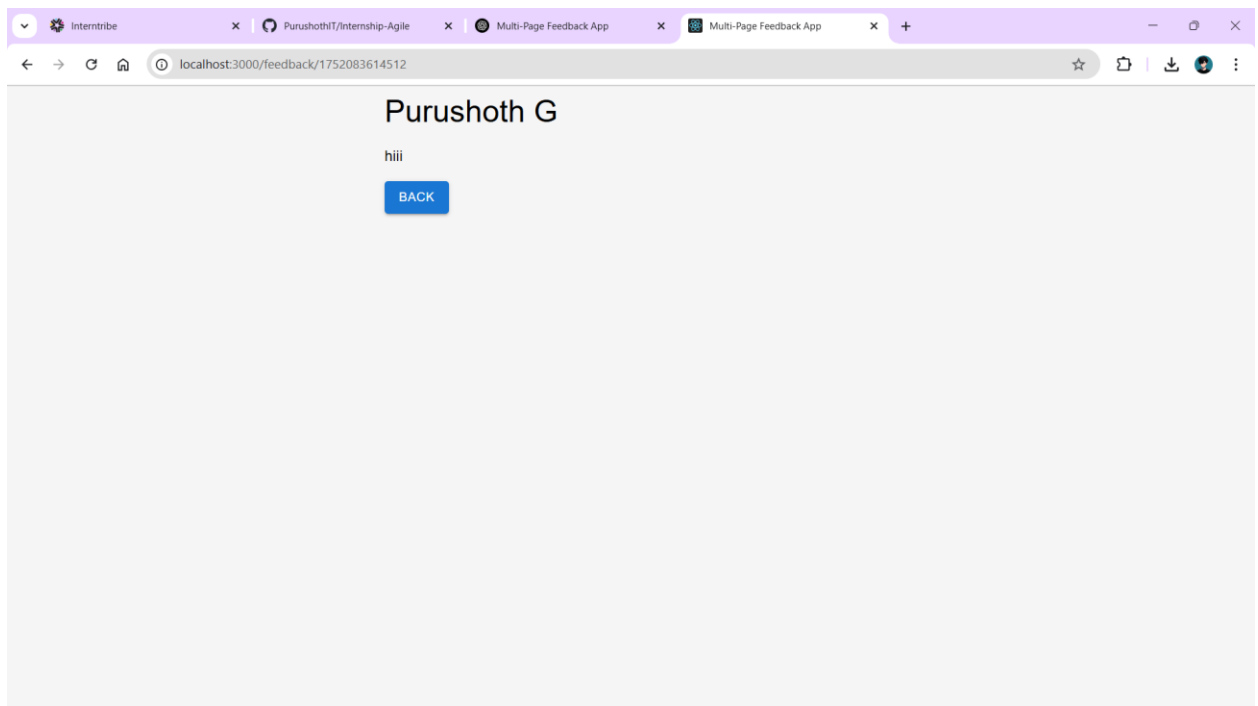 Interntribe
PurushothIT/Internship-Agile
Multi-Page Feedback App
Multi-Page Feedback App
localhost:3000/feedback/1752083614512
Purushoth G
hiii
BACK